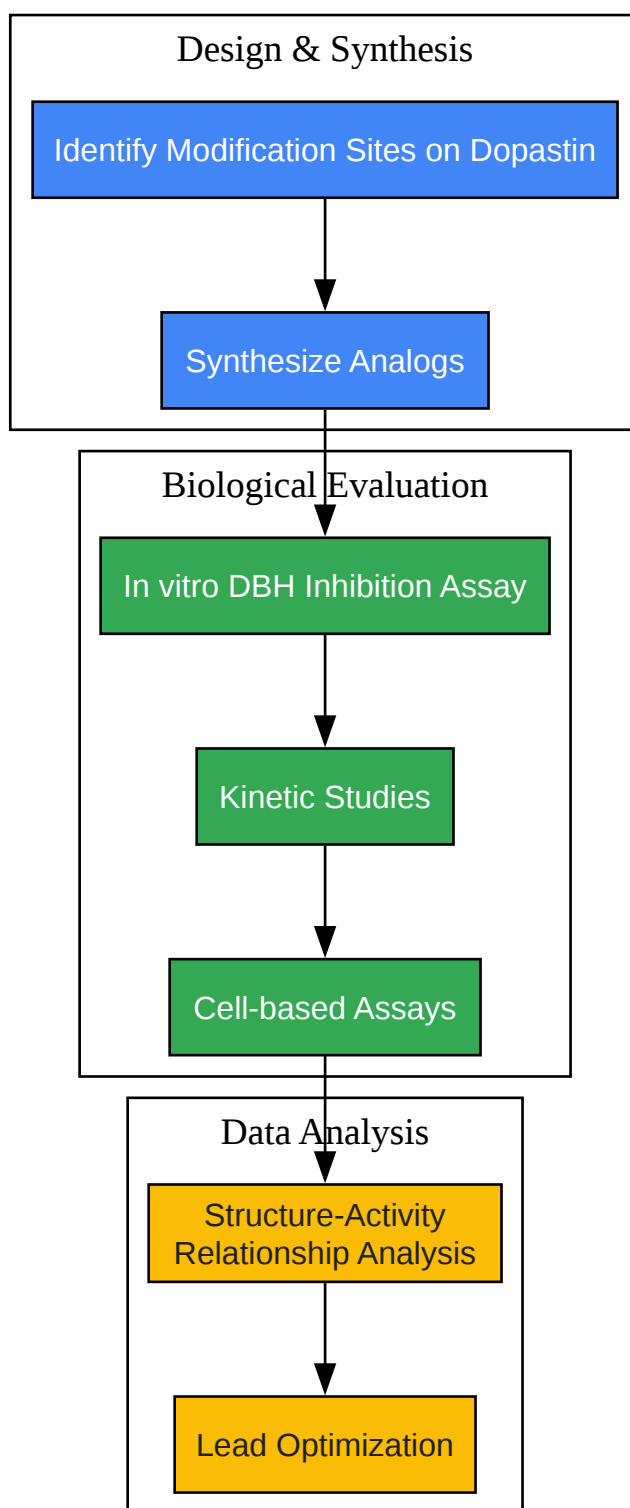 Design & Synthesis
Identify Modification Sites on Dopastin
Synthesize Analogs
Biological Evaluation
In vitro DBH Inhibition Assay
Kinetic Studies
Cell-based Assays
Data Analysis
Structure-Activity
Relationship Analysis
Lead Optimization